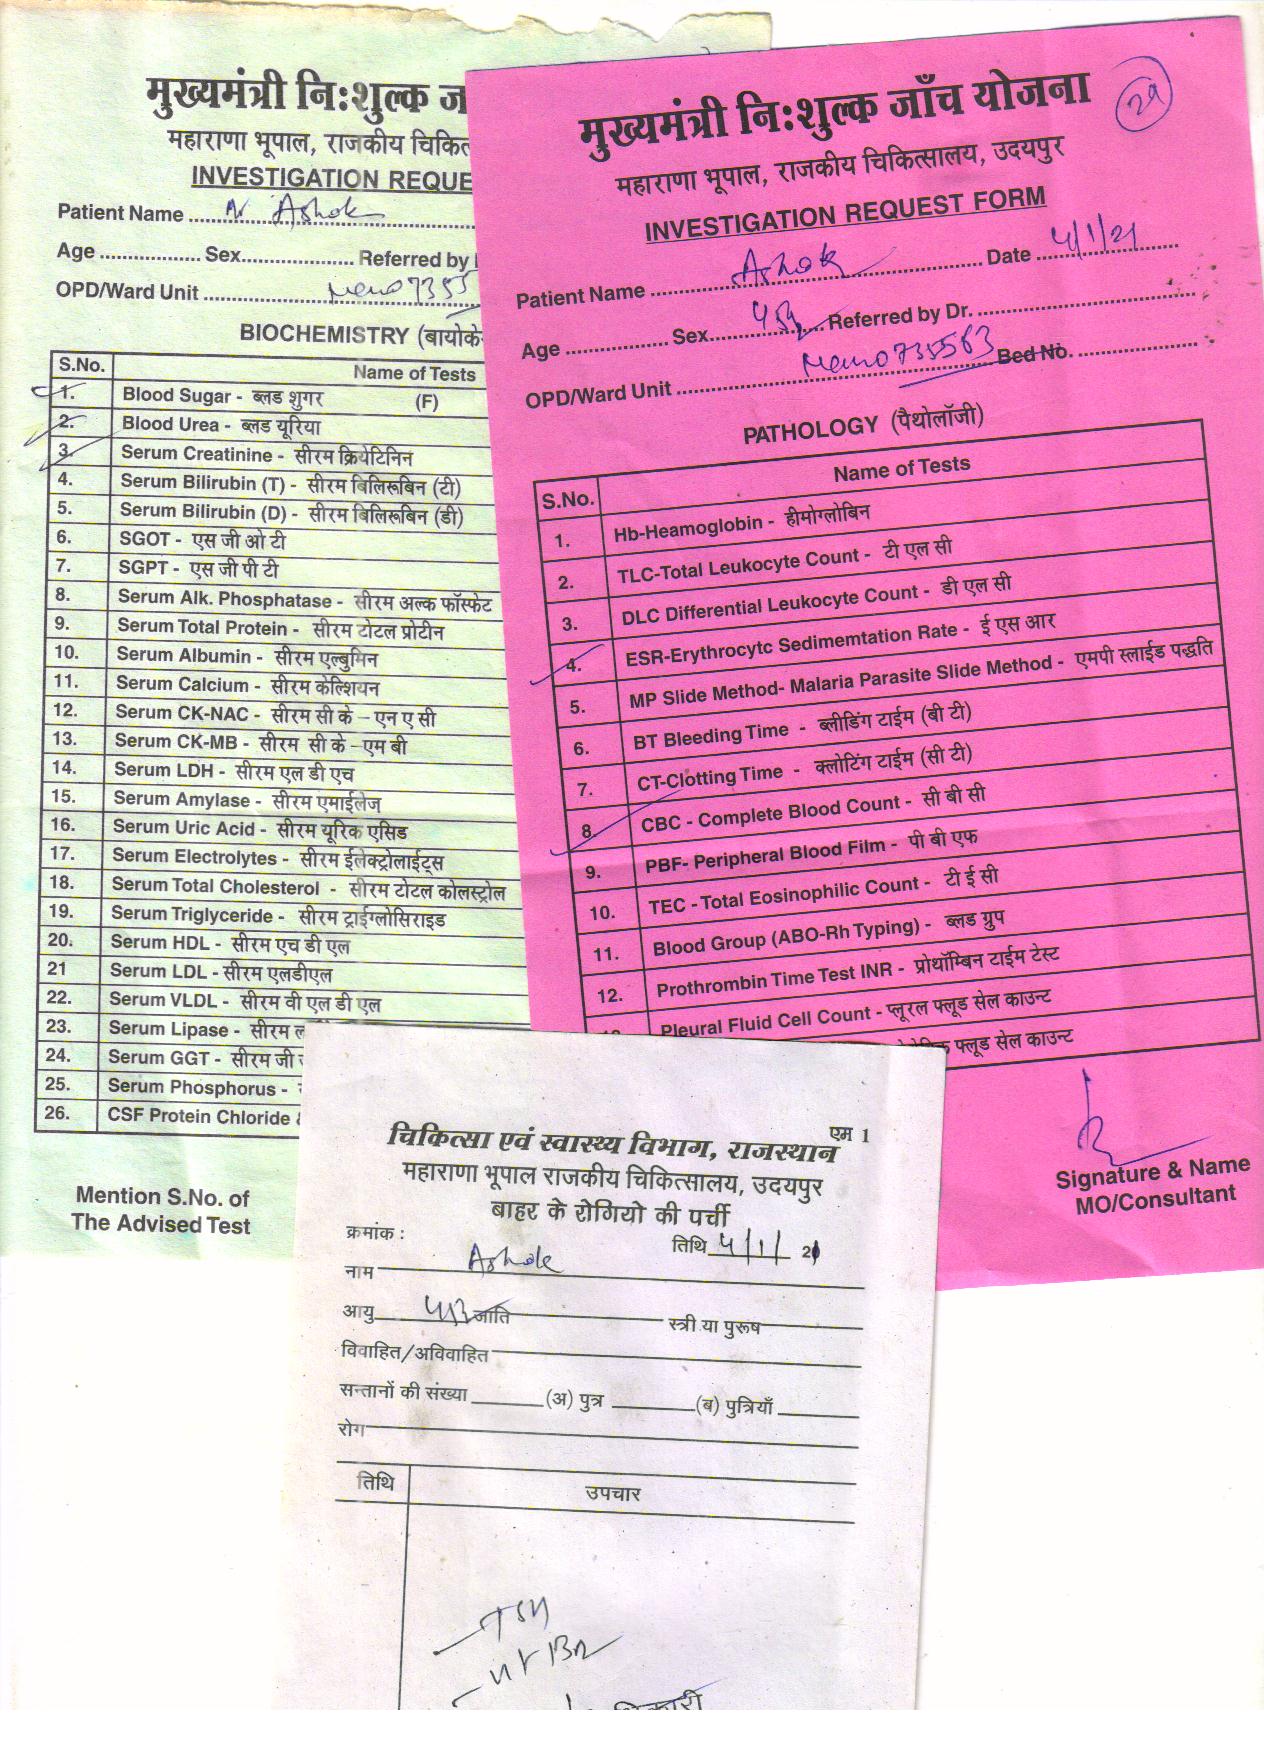 मुख्यमंत्री नि:शुल्क ज
महाराणा भूपाल, राजकीय चिकित
INVESTIGATION REQUE
Patient Name Ashok
Age Sex Referred by
OPD/Ward Unit 7355
BIOCHEMISTRY (बायोके
S.No. Name of Tests
1. Blood Sugar - ब्लड शुगर (F)
2. Blood Urea - ब्लड यूरिया
3. Serum Creatinine - सीरम क्रियेटिनिन
4. Serum Bilirubin (T) - सीरम बिलिरूबिन (टी)
5. Serum Bilirubin (D) - सीरम बिलिरूबिन (डी)
6. SGOT - एस जी ओ टी
7. SGPT - एस जी पी टी
8. Serum Alk. Phosphatase - सीरम अल्क फॉस्फेट
9. Serum Total Protein - सीरम टोटल प्रोटीन
10. Serum Albumin - सीरम एल्बुमिन
11. Serum Calcium - सीरम केल्शियन
12. Serum CK-NAC - सीरम सी के - एन ए सी
13. Serum CK-MB - सीरम सी के - एम बी
14. Serum LDH - सीरम एल डी एच
15. Serum Amylase - सीरम एमाईलेज
16. Serum Uric Acid - सीरम यूरिक एसिड
17. Serum Electrolytes - सीरम ईलेक्ट्रोलाईट्स
18. Serum Total Cholesterol - सीरम टोटल कोलस्ट्रोल
19. Serum Triglyceride - सीरम ट्राईग्लोसिराइड
20. Serum HDL - सीरम एच डी एल
21 Serum LDL - सीरम एलडीएल
22. Serum VLDL - सीरम वी एल डी एल
23. Serum Lipase - सीरम ल
24. Serum GGT - सीरम जी
25. Serum Phosphorus -
26. CSF Protein Chloride &
Mention S.No. of
The Advised Test
मुख्यमंत्री नि:शुल्क जाँच योजना
महाराणा भूपाल, राजकीय चिकित्सालय, उदयपुर
INVESTIGATION REQUEST FORM
Patient Name Ashok Date 4/1/21
Age Sex Referred by Dr.
OPD/Ward Unit 735563 Bed No.
PATHOLOGY (पैथोलॉजी)
S.No. Name of Tests
1. Hb-Heamoglobin - हीमोग्लोबिन
2. TLC-Total Leukocyte Count - टी एल सी
3. DLC Differential Leukocyte Count - डी एल सी
4. ESR-Erythrocytc Sedimemtation Rate - ई एस आर
5. MP Slide Method- Malaria Parasite Slide Method - एमपी स्लाईड पद्धति
6. BT Bleeding Time - ब्लीडिंग टाईम (बी टी)
7. CT-Clotting Time - क्लोटिंग टाईम (सी टी)
8. CBC - Complete Blood Count - सी बी सी
9. PBF- Peripheral Blood Film - पी बी एफ
10. TEC - Total Eosinophilic Count - टी ई सी
11. Blood Group (ABO-Rh Typing) - ब्लड ग्रुप
12. Prothrombin Time Test INR - प्रोथॉम्बिन टाईम टेस्ट
Pleural Fluid Cell Count - प्लूरल फ्लूड सेल काउन्ट
फ्लूड सेल काउन्ट
Signature & Name
MO/Consultant
एम 1
चिकित्सा एवं स्वास्थ्य विभाग, राजस्थान
महाराणा भूपाल राजकीय चिकित्सालय, उदयपुर
बाहर के रोगियो की पर्ची
क्रमांक : तिथि 4/1/ 21
नाम Ashok
आयु जाति स्त्री या पुरूष
विवाहित/अविवाहित
सन्तानों की संख्या (अ) पुत्र (ब) पुत्रियाँ
रोग
तिथि उपचार